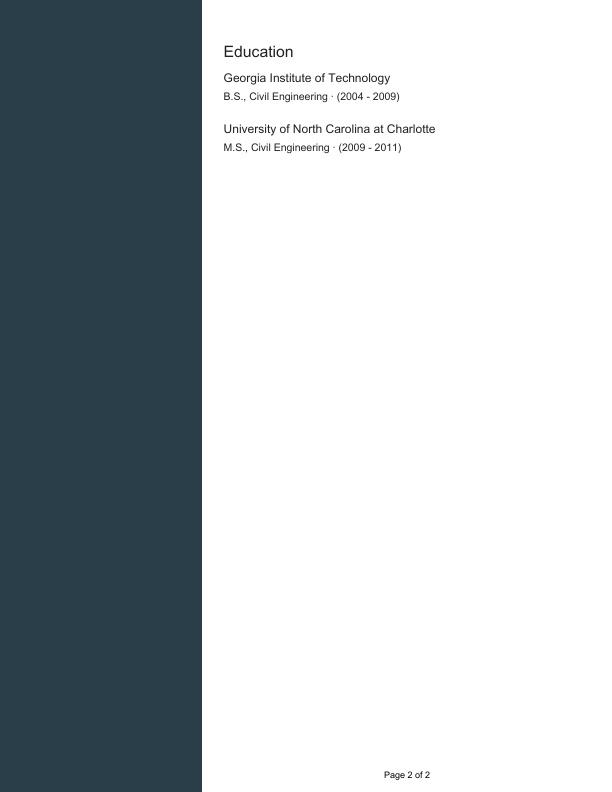 Education
Georgia Institute of Technology
B.S., Civil Engineering · (2004 - 2009)
University of North Carolina at Charlotte
M.S., Civil Engineering · (2009 - 2011)
Page 2 of 2